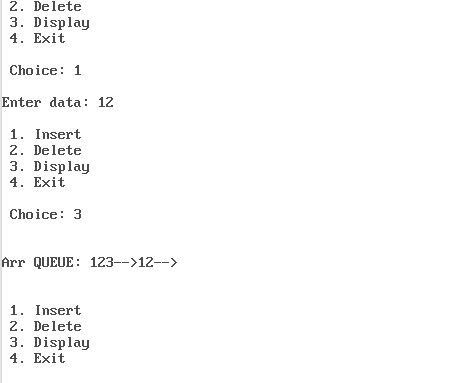 2. Delete
3. Display
4. Exit
Choice: 1
Enter data: 12
1. Insert
2. Delete
3. Display
4. Exit
Choice: 3
Arr QUEUE: 123-->12-->
1. Insert
2. Delete
3. Display
4. Exit